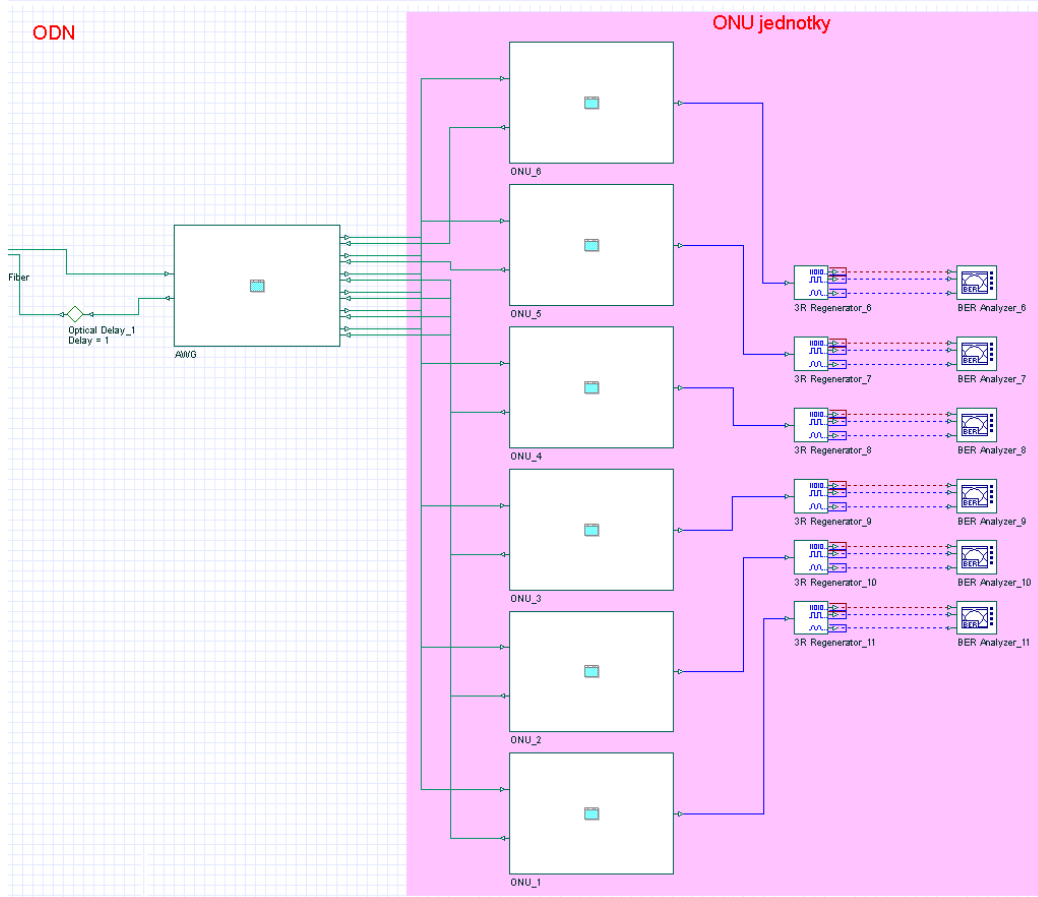 ODN
ONU jednotky
ONU_6
ONU_5
ONU_4
ONU_3
ONU_2
ONU_1
Fiber
Optical Delay_1
Delay = 1
AWG
3R Regenerator_6
BER Analyzer_6
3R Regenerator_7
BER Analyzer_7
3R Regenerator_8
BER Analyzer_8
3R Regenerator_9
BER Analyzer_9
3R Regenerator_10
BER Analyzer_10
3R Regenerator_11
BER Analyzer_11